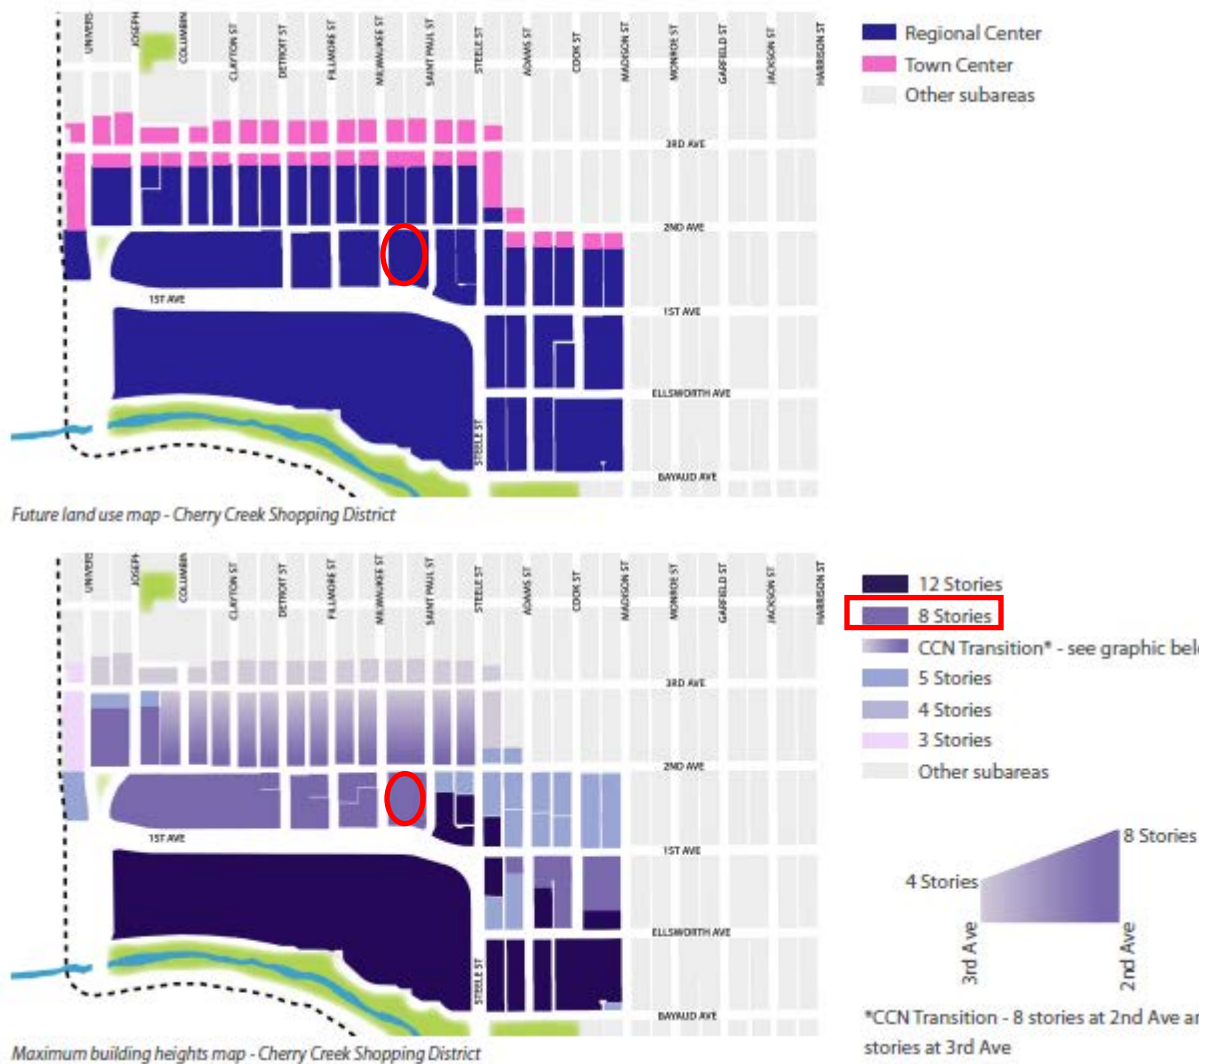 UNIVERS
JOSEPH
COLUMBIN
CLAYTON ST
DETROIT ST
FILLMORE ST
MILWAUKEE ST
SAINT PAUL ST
STEELE ST
ADAMS ST
COOK ST
MADISON ST
MONROE ST
GARFIELD ST
JACKSON ST
HARRISON ST
Regional Center
Town Center
Other subareas
3RD AVE
2ND AVE
1ST AVE
1ST AVE
ELLSWORTH AVE
STEELE ST
BAYAUD AVE
Future land use map - Cherry Creek Shopping District
UNIVERS
JOSEPH
COLUMBIN
CLAYTON ST
DETROIT ST
FILLMORE ST
MILWAUKEE ST
SAINT PAUL ST
STEELE ST
ADAMS ST
COOK ST
MADISON ST
MONROE ST
GARFIELD ST
JACKSON ST
HARRISON ST
12 Stories
8 Stories
CCN Transition* - see graphic bel
5 Stories
4 Stories
3 Stories
Other subareas
3RD AVE
2ND AVE
1ST AVE
1ST AVE
ELLSWORTH AVE
STEELE ST
BAYAUD AVE
8 Stories
4 Stories
3rd Ave
2nd Ave
*CCN Transition - 8 stories at 2nd Ave ar
stories at 3rd Ave
Maximum building heights map - Cherry Creek Shopping District